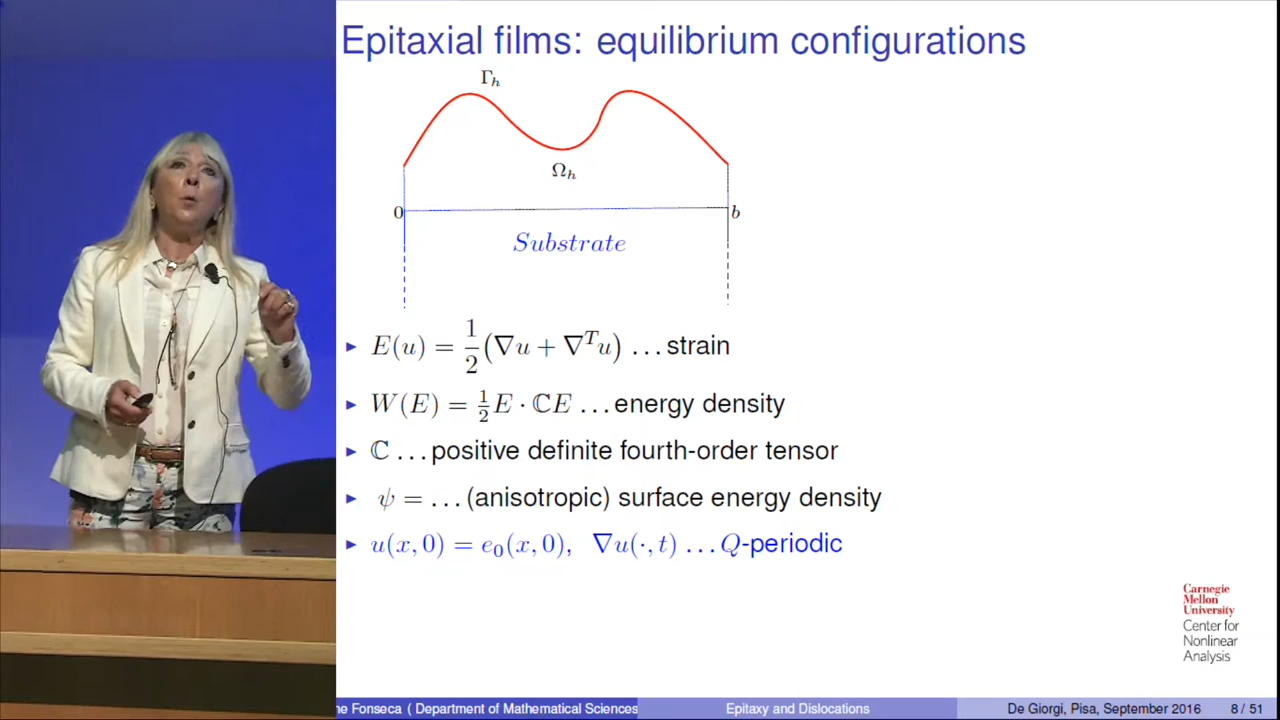 Epitaxial films: equilibrium configurations
Γ_h
Ω_h
0
b
Substrate
▸ E(u) = 1/2 (∇u + ∇^T u) ... strain
▸ W(E) = 1/2 E · ℂE ... energy density
▸ ℂ ... positive definite fourth-order tensor
▸ ψ = ... (anisotropic) surface energy density
▸ u(x, 0) = e_0(x, 0), ∇u(·, t) ... Q-periodic
Carnegie
Mellon
University
Center for
Nonlinear
Analysis
ne Fonseca ( Department of Mathematical Sciences
Epitaxy and Dislocations
De Giorgi, Pisa, September 2016
8 / 51